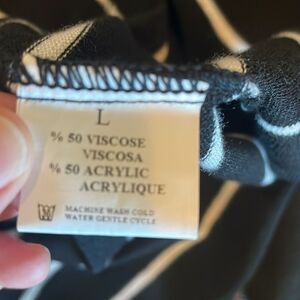 L
% 50 VISCOSE
VISCOSA
% 50 ACRYLIC
ACRYLIQUE
MACHINE WASH COLD
WATER GENTLE CYCLE